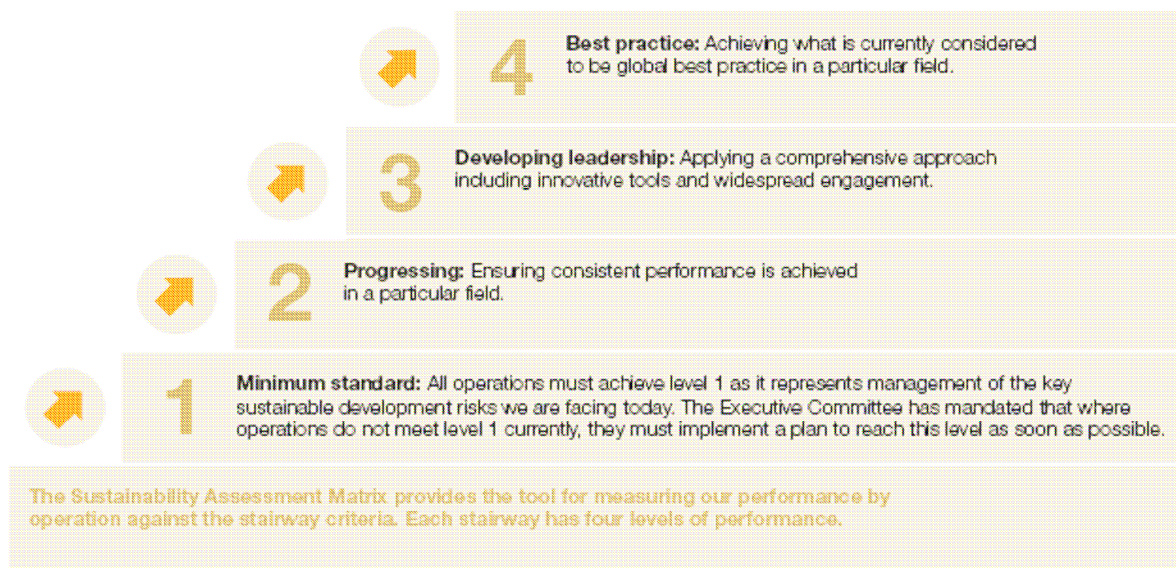 4
Best practice: Achieving what is currently considered
to be global best practice in a particular field.
3
Developing leadership: Applying a comprehensive approach
including innovative tools and widespread engagement.
2
Progressing: Ensuring consistent performance is achieved
in a particular field.
1
Minimum standard: All operations must achieve level 1 as it represents management of the key
sustainable development risks we are facing today. The Executive Committee has mandated that where
operations do not meet level 1 currently, they must implement a plan to reach this level as soon as possible.
The Sustainability Assessment Matrix provides the tool for measuring our performance by
operation against the stairway criteria. Each stairway has four levels of performance.